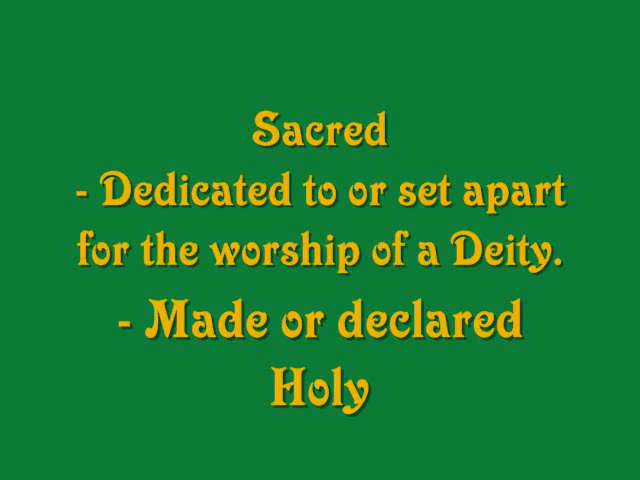 Sacred
- Dedicated to or set apart
for the worship of a Deity.
- Made or declared
Holy